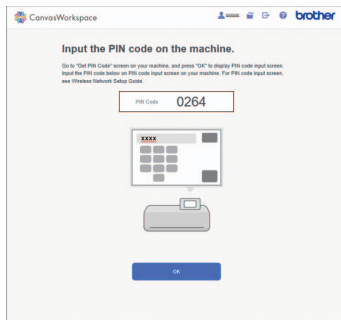 CanvasWorkspace
brother
Input the PIN code on the machine.
Go to "Get PIN Code" screen on your machine, and press "OK" to display PIN code input screen.
Input the PIN code below on PIN code input screen on your machine. For PIN code input screen,
see Wireless Network Setup Guide.
PIN Code 0264
XXXX
OK